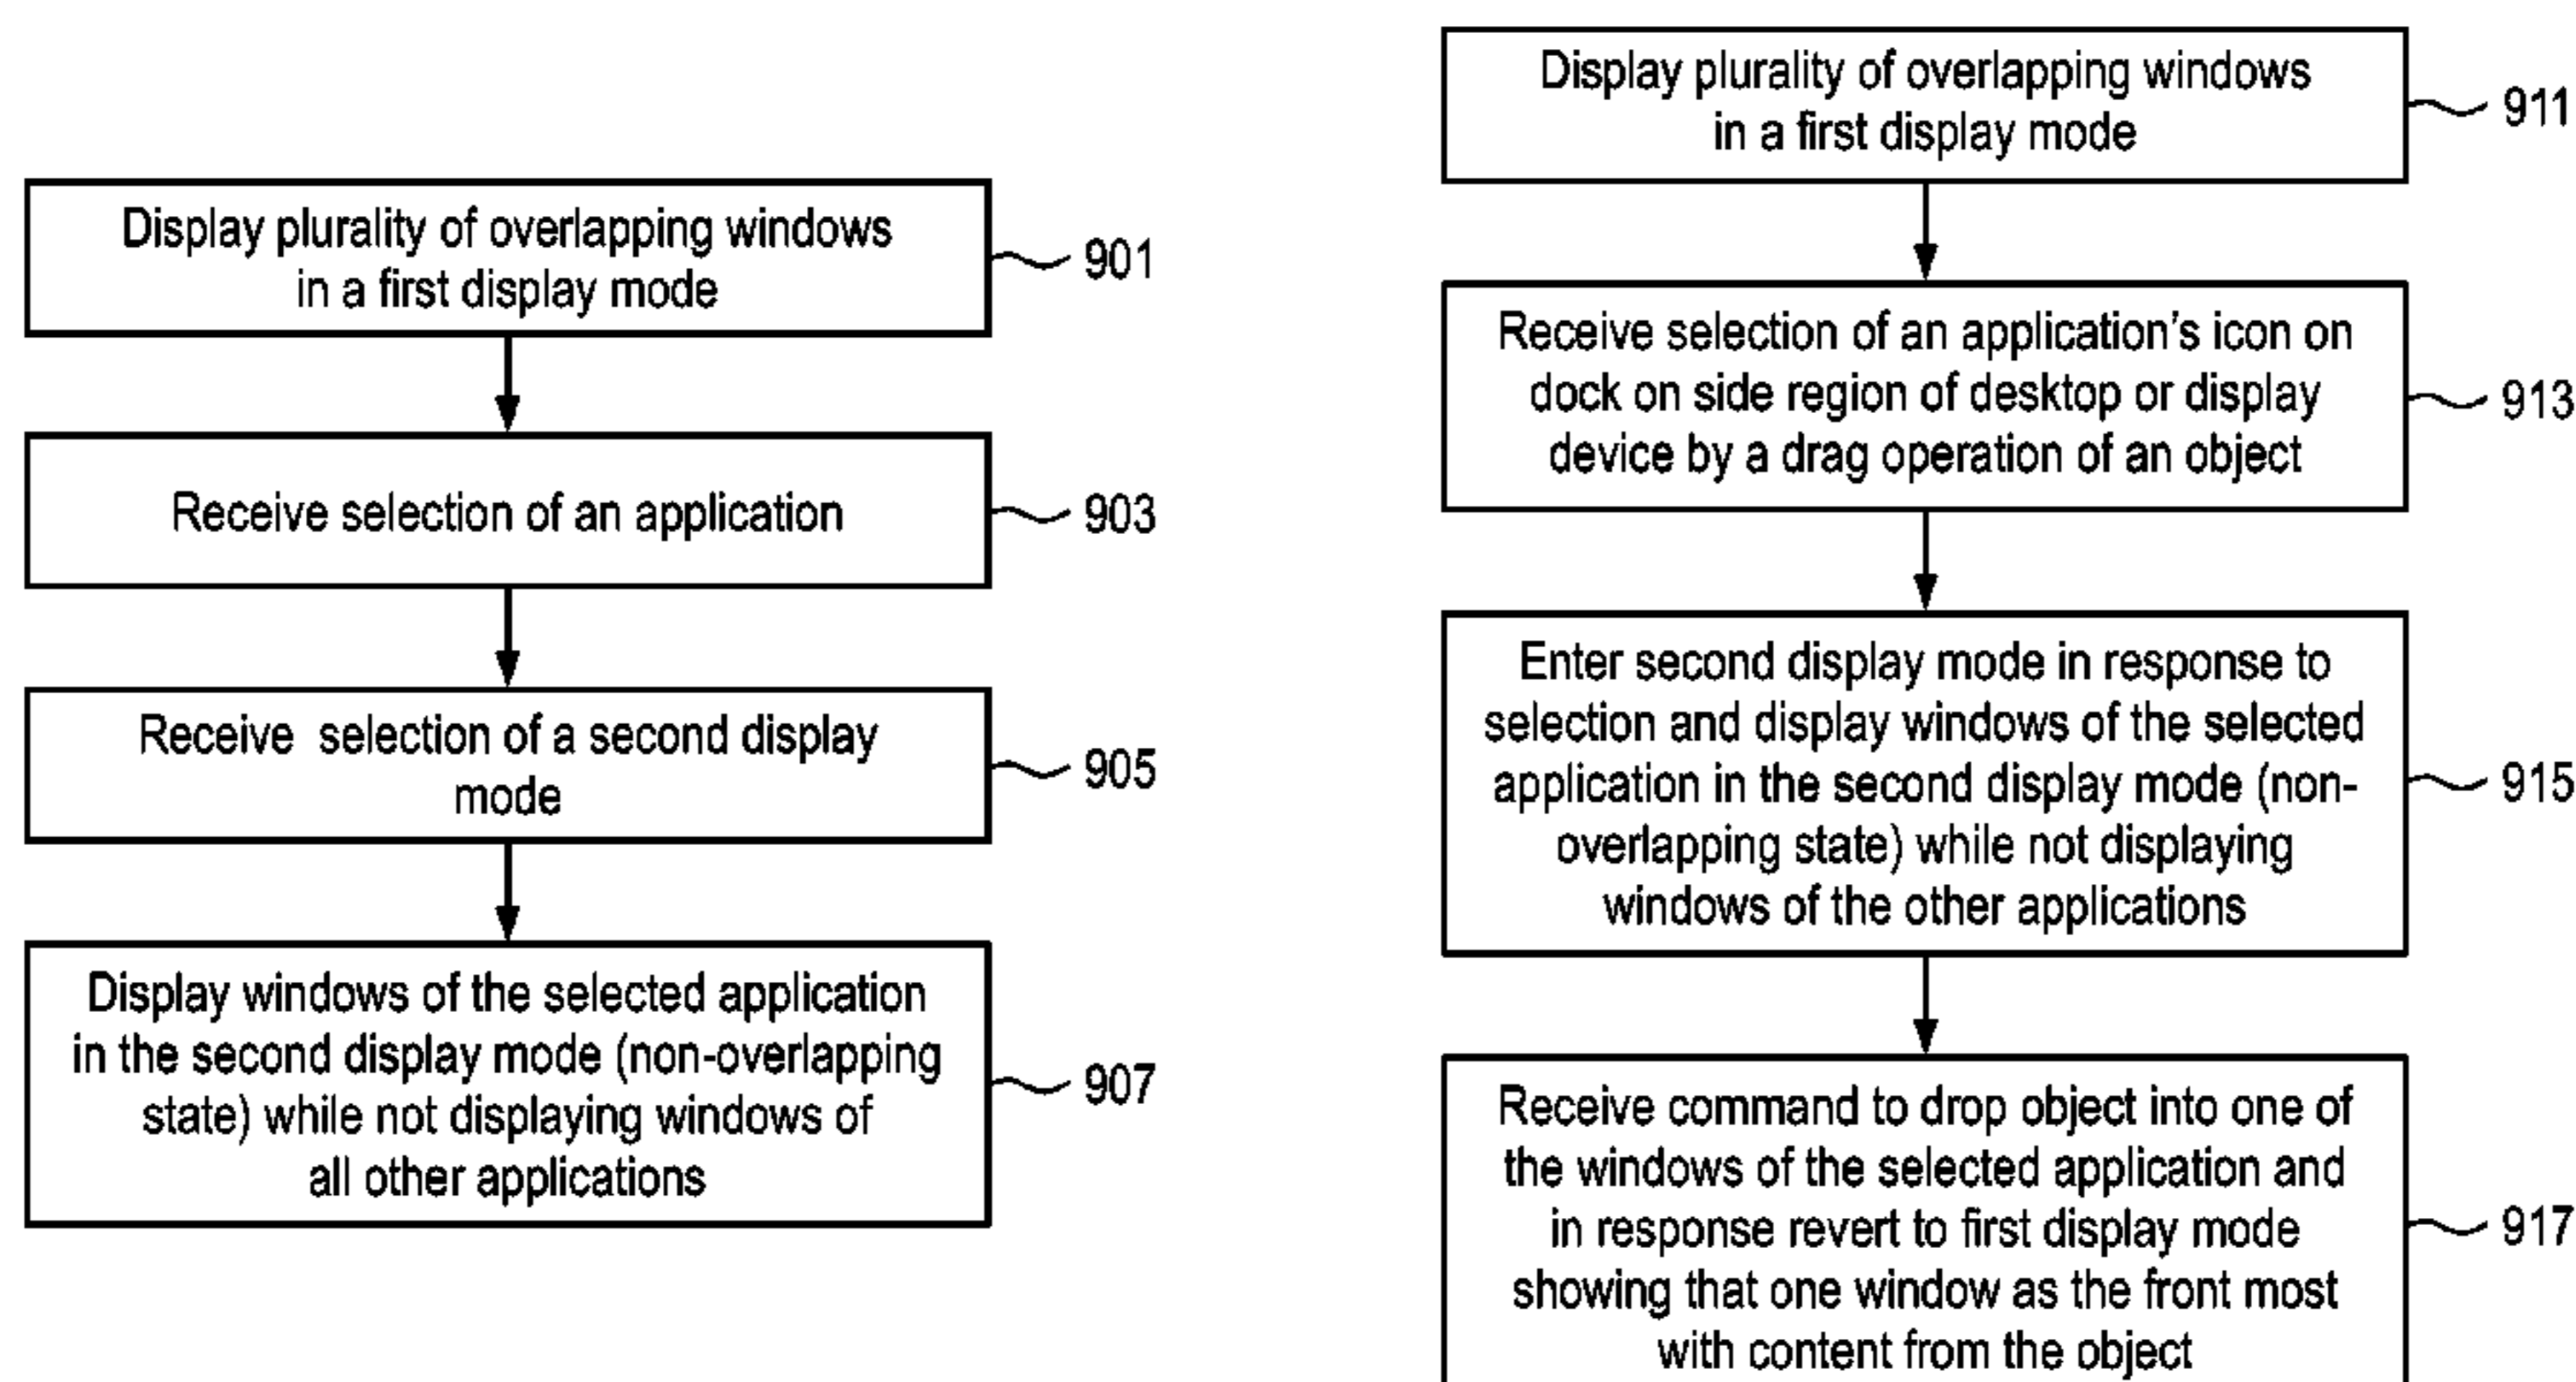 Display plurality of overlapping windows
in a first display mode
901
Receive selection of an application
903
Receive selection of a second display
mode
905
Display windows of the selected application
in the second display mode (non-overlapping
state) while not displaying windows of
all other applications
907
Display plurality of overlapping windows
in a first display mode
911
Receive selection of an application's icon on
dock on side region of desktop or display
device by a drag operation of an object
913
Enter second display mode in response to
selection and display windows of the selected
application in the second display mode (non-
overlapping state) while not displaying
windows of the other applications
915
Receive command to drop object into one of
the windows of the selected application and
in response revert to first display mode
showing that one window as the front most
with content from the object
917